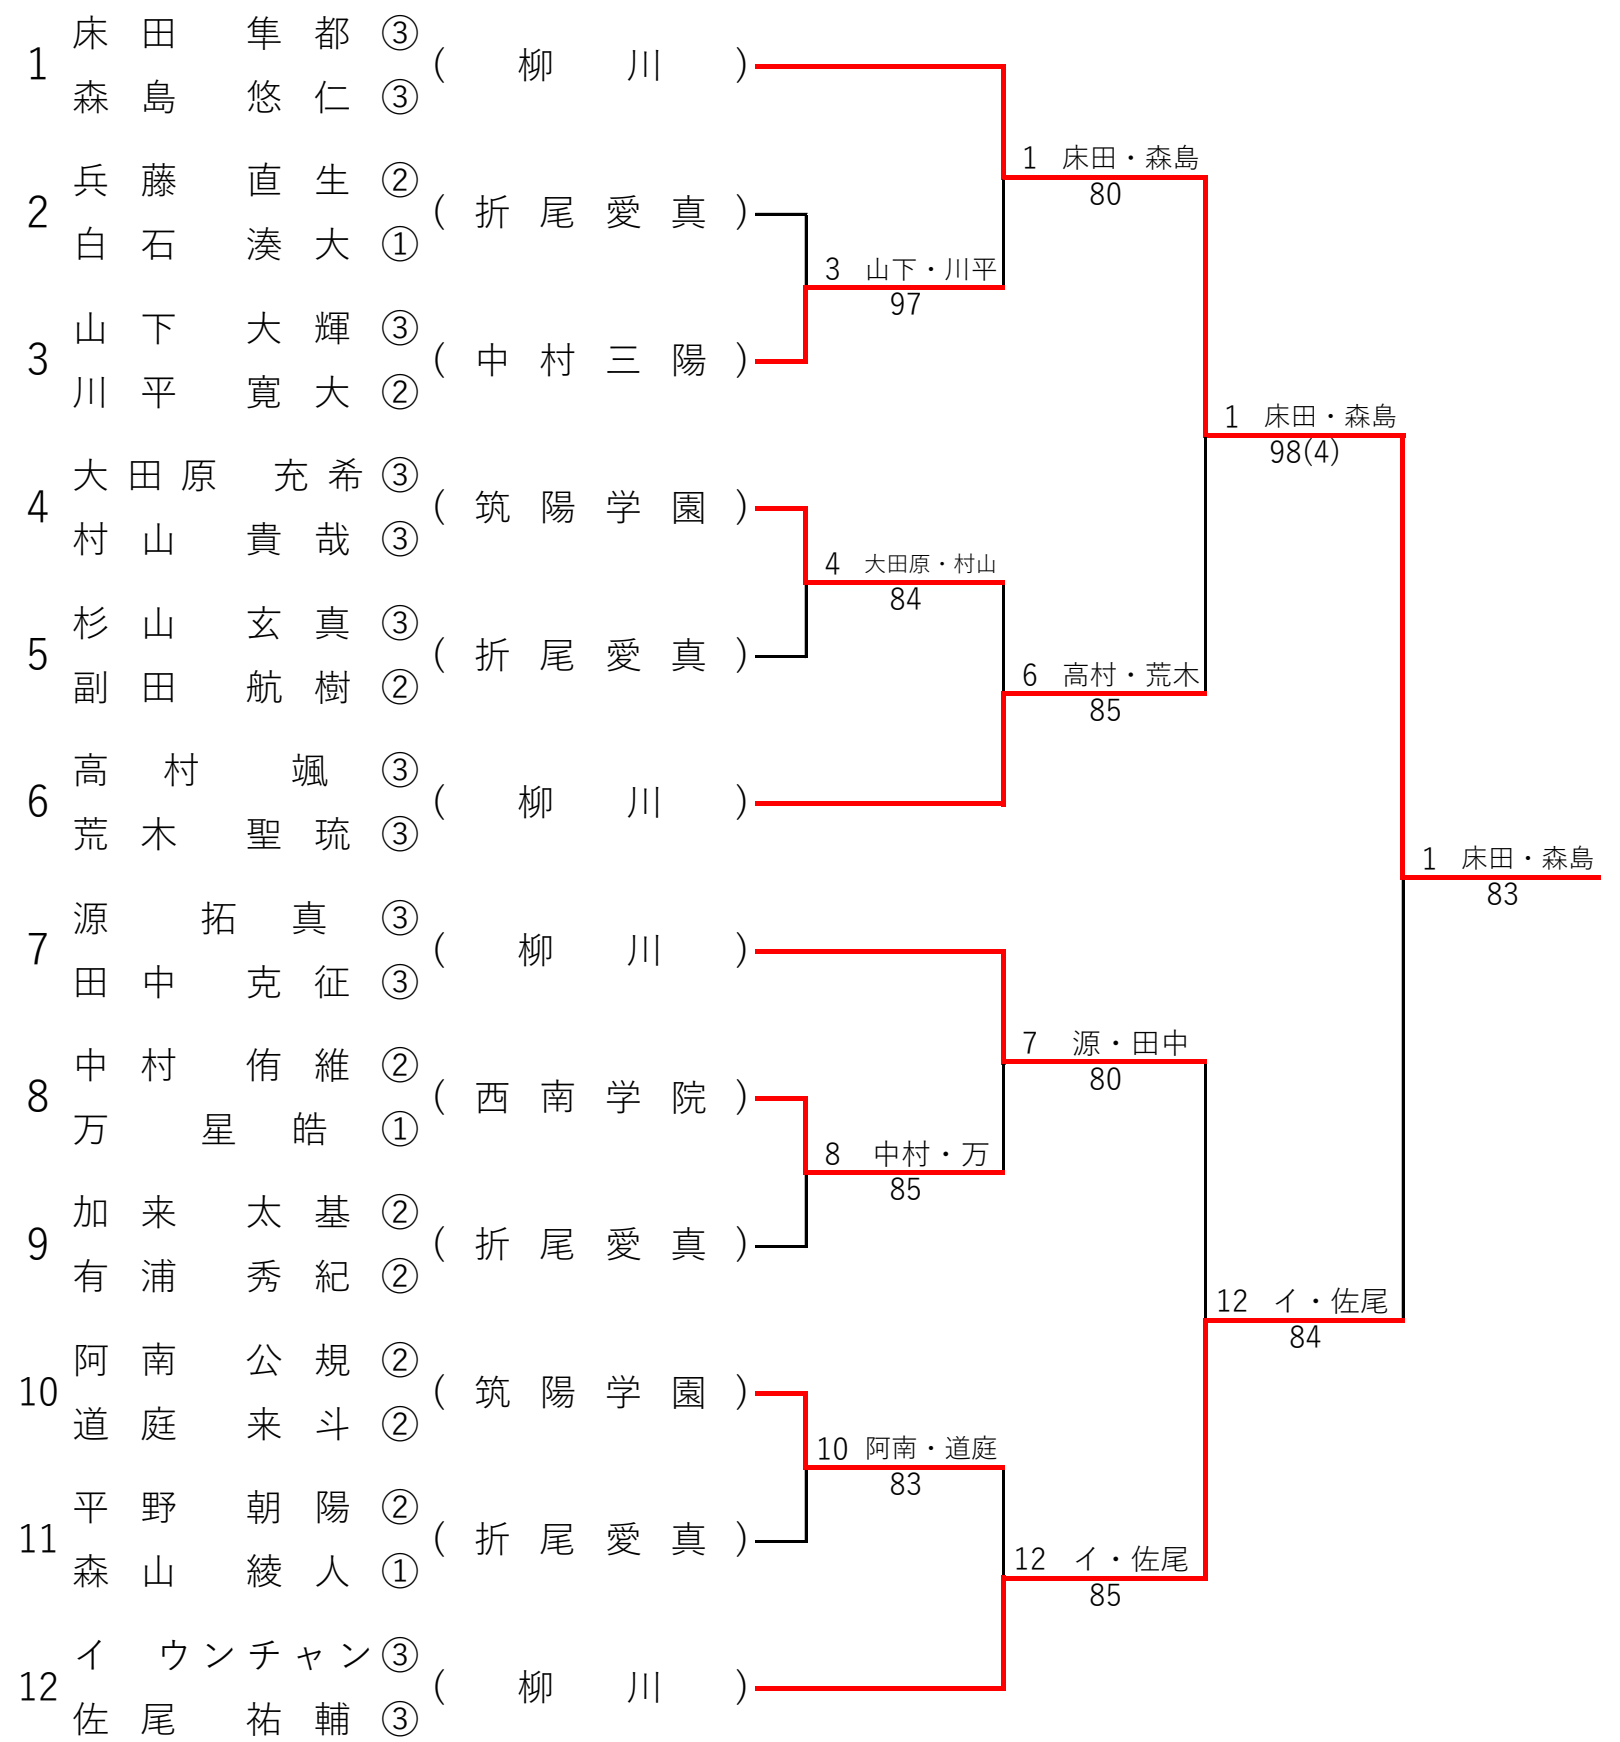 1 床田 隼都 ③ (柳川)
森島 悠仁 ③
1 床田・森島
80
2 兵藤 直生 ② (折尾愛真)
白石 湊大 ①
3 山下・川平
97
3 山下 大輝 ③ (中村三陽)
川平 寛大 ②
1 床田・森島
98(4)
4 大田原 充希 ③ (筑陽学園)
村山 貴哉 ③
4 大田原・村山
84
5 杉山 玄真 ③ (折尾愛真)
副田 航樹 ②
6 高村・荒木
85
6 高村 颯 ③ (柳川)
荒木 聖琉 ③
1 床田・森島
83
7 源 拓真 ③ (柳川)
田中 克征 ③
7 源・田中
80
8 中村 侑維 ② (西南学院)
万 星皓 ①
8 中村・万
85
9 加来 太基 ② (折尾愛真)
有浦 秀紀 ②
12 イ・佐尾
84
10 阿南 公規 ② (筑陽学園)
道庭 来斗 ②
10 阿南・道庭
83
11 平野 朝陽 ② (折尾愛真)
森山 綾人 ①
12 イ・佐尾
85
12 イ ウンチャン ③ (柳川)
佐尾 祐輔 ③